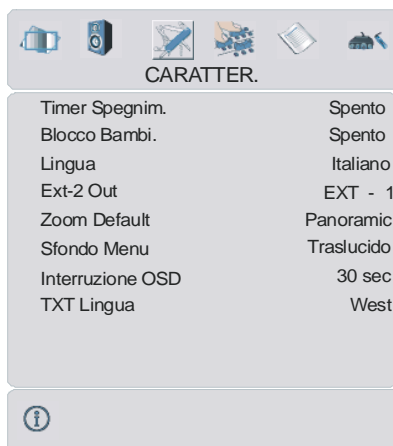 CARATTER.
Timer Spegnim. Spento
Blocco Bambi. Spento
Lingua Italiano
Ext-2 Out EXT - 1
Zoom Default Panoramic
Sfondo Menu Traslucido
Interruzione OSD 30 sec
TXT Lingua West